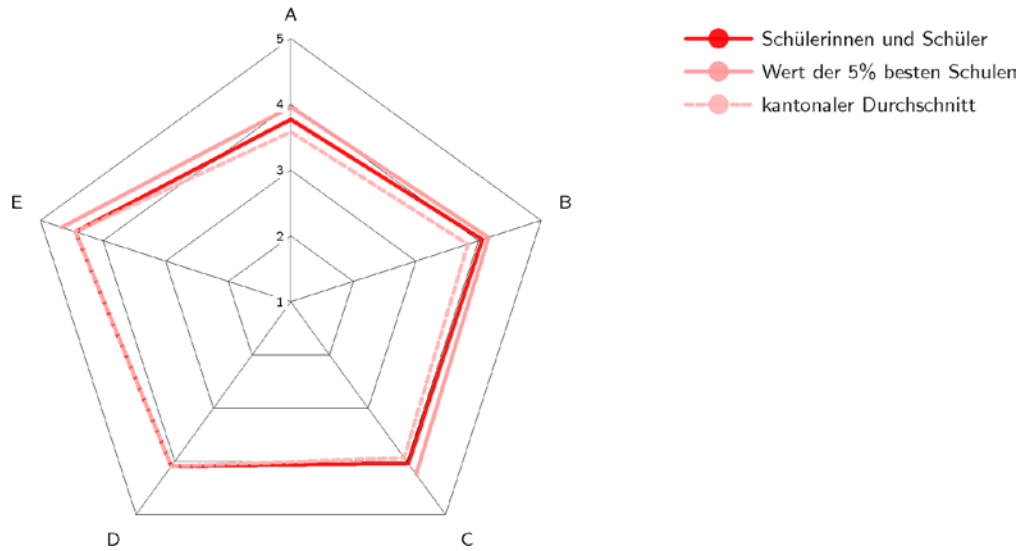 A
5
4
3
2
1
B
C
D
E
Schülerinnen und Schüler
Wert der 5% besten Schulen
kantonaler Durchschnitt